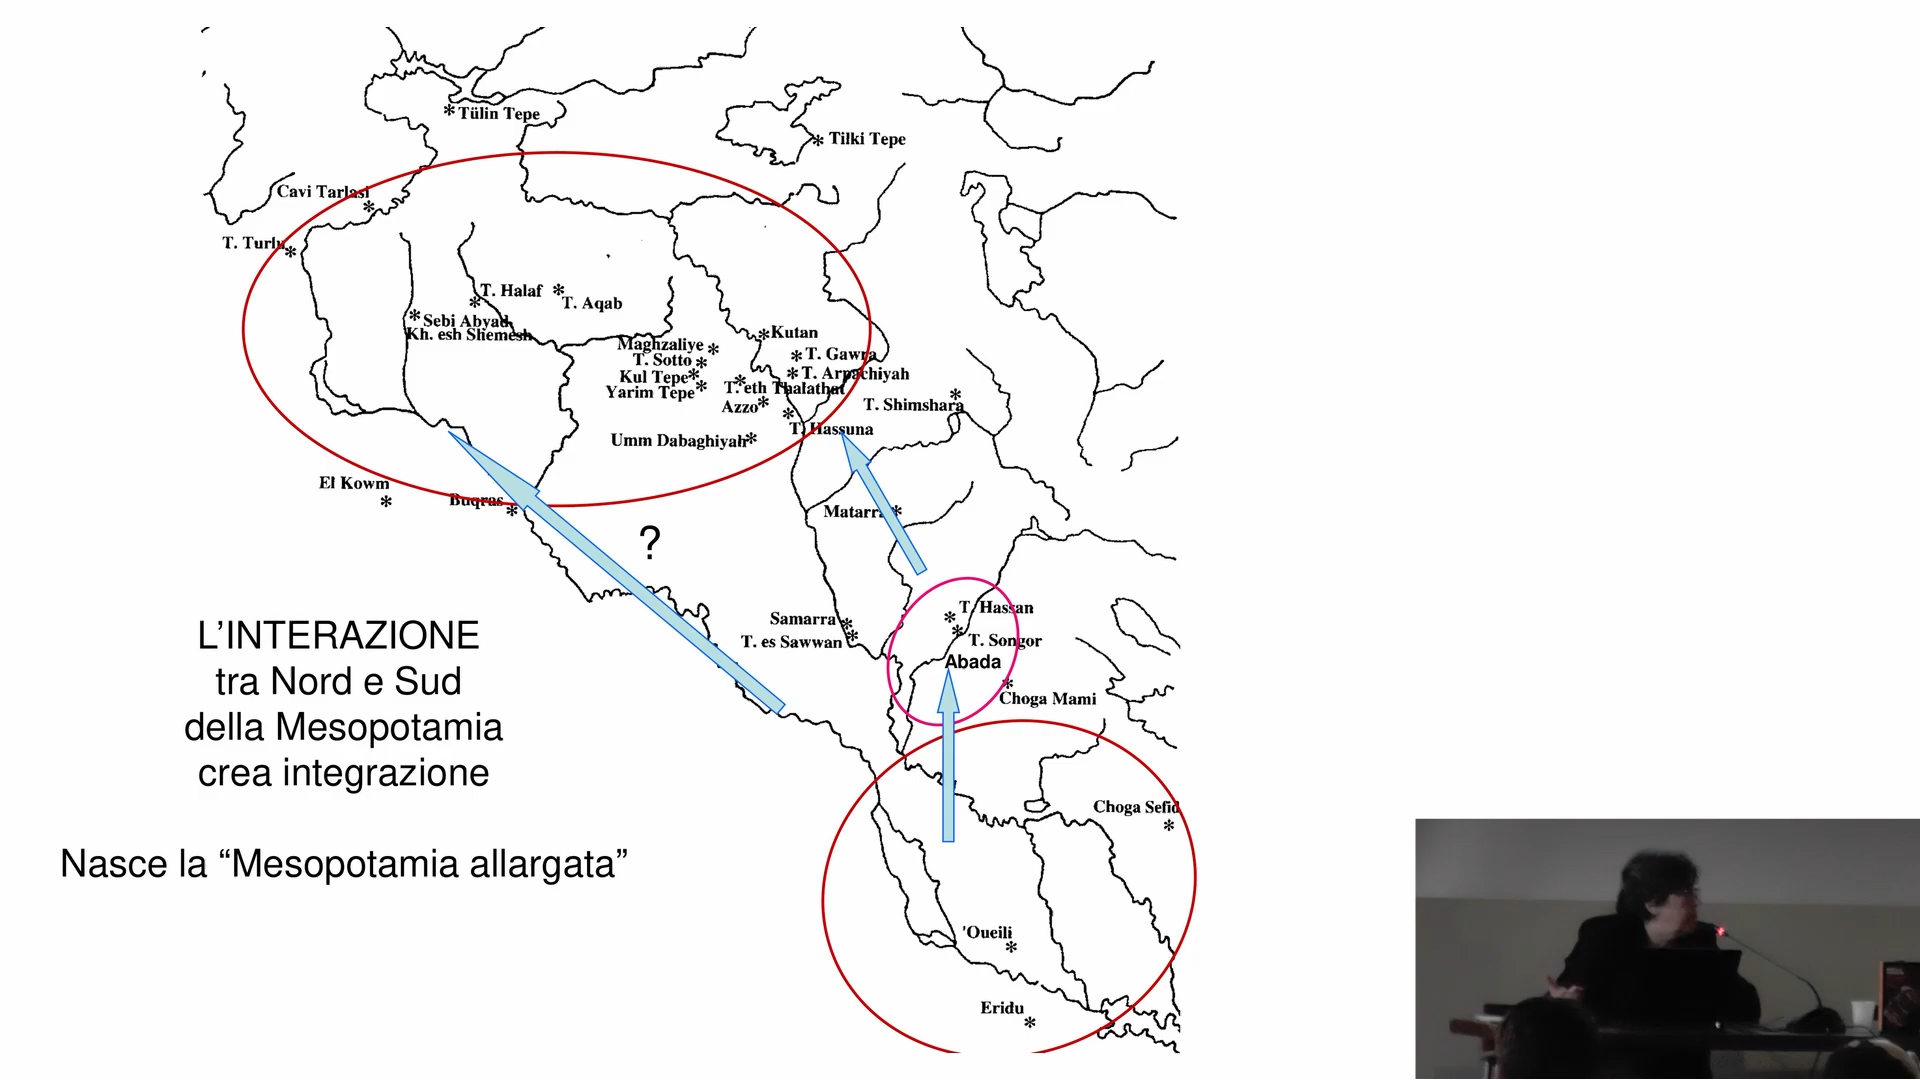 Tülin Tepe
Tilki Tepe
Cavi Tarlasi
T. Turlu
T. Halaf
T. Aqab
Sebi Abyad
Kh. esh Shemesh
Kutan
Maghzaliye
T. Gawra
T. Sotto
T. Arpachiyah
Kul Tepe
T. eth Thalathat
Yarim Tepe
Azzo
T. Shimshara
T. Hassuna
Umm Dabaghiyah
El Kowm
Buqras
Matarra
?
T. Hassan
Samarra
T. es Sawwan
T. Songor
Abada
Choga Mami
L’INTERAZIONE
tra Nord e Sud
della Mesopotamia
crea integrazione
Nasce la “Mesopotamia allargata”
Choga Sefid
'Oueili
Eridu